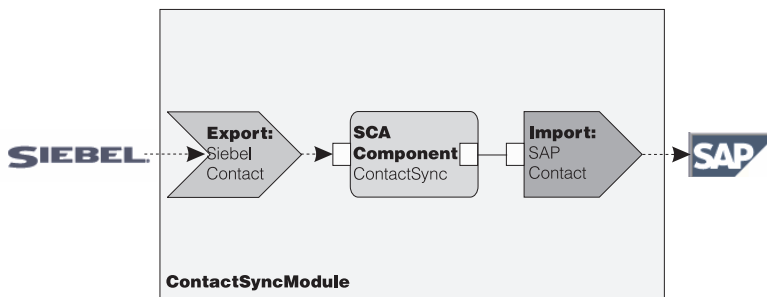 SIEBEL.
Export:
Siebel
Contact
SCA
Component
ContactSync
Import:
SAP
Contact
SAP
ContactSyncModule